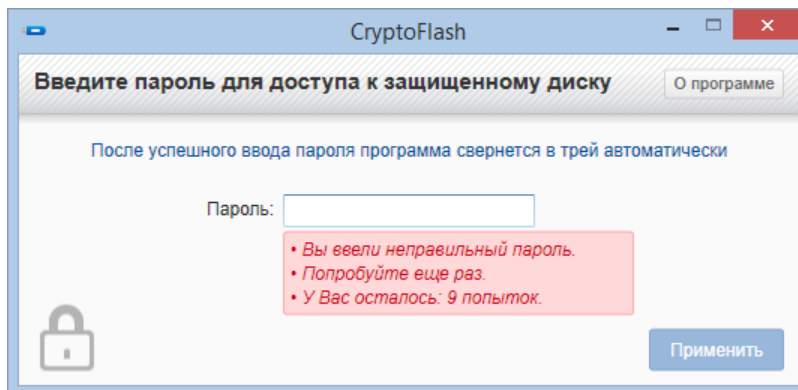 CryptoFlash
Введите пароль для доступа к защищенному диску
О программе
После успешного ввода пароля программа свернется в трей автоматически
Пароль:
• Вы ввели неправильный пароль.
• Попробуйте еще раз.
• У Вас осталось: 9 попыток.
Применить